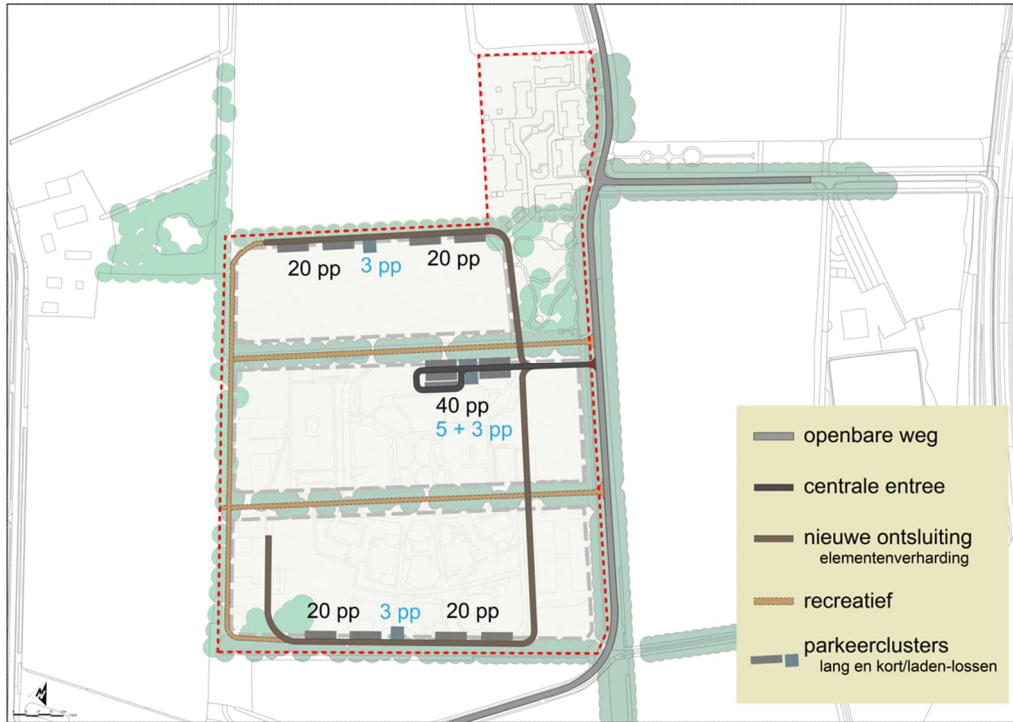 20 pp
3 pp
20 pp
40 pp
5 + 3 pp
20 pp
3 pp
20 pp
openbare weg
centrale entree
nieuwe ontsluiting
elementenverharding
recreatief
parkeerclusters
lang en kort/laden-lossen